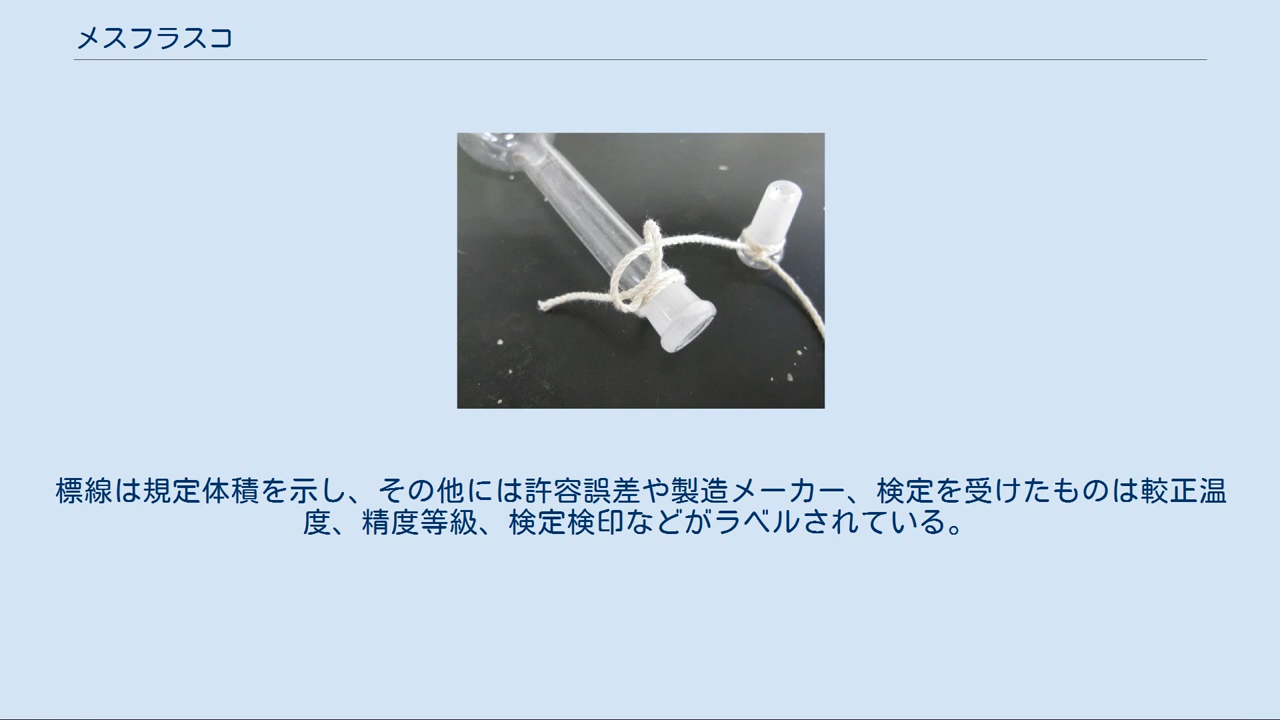 メスフラスコ
標線は規定体積を示し、その他には許容誤差や製造メーカー、検定を受けたものは較正温
度、精度等級、検定検印などがラベルされている。